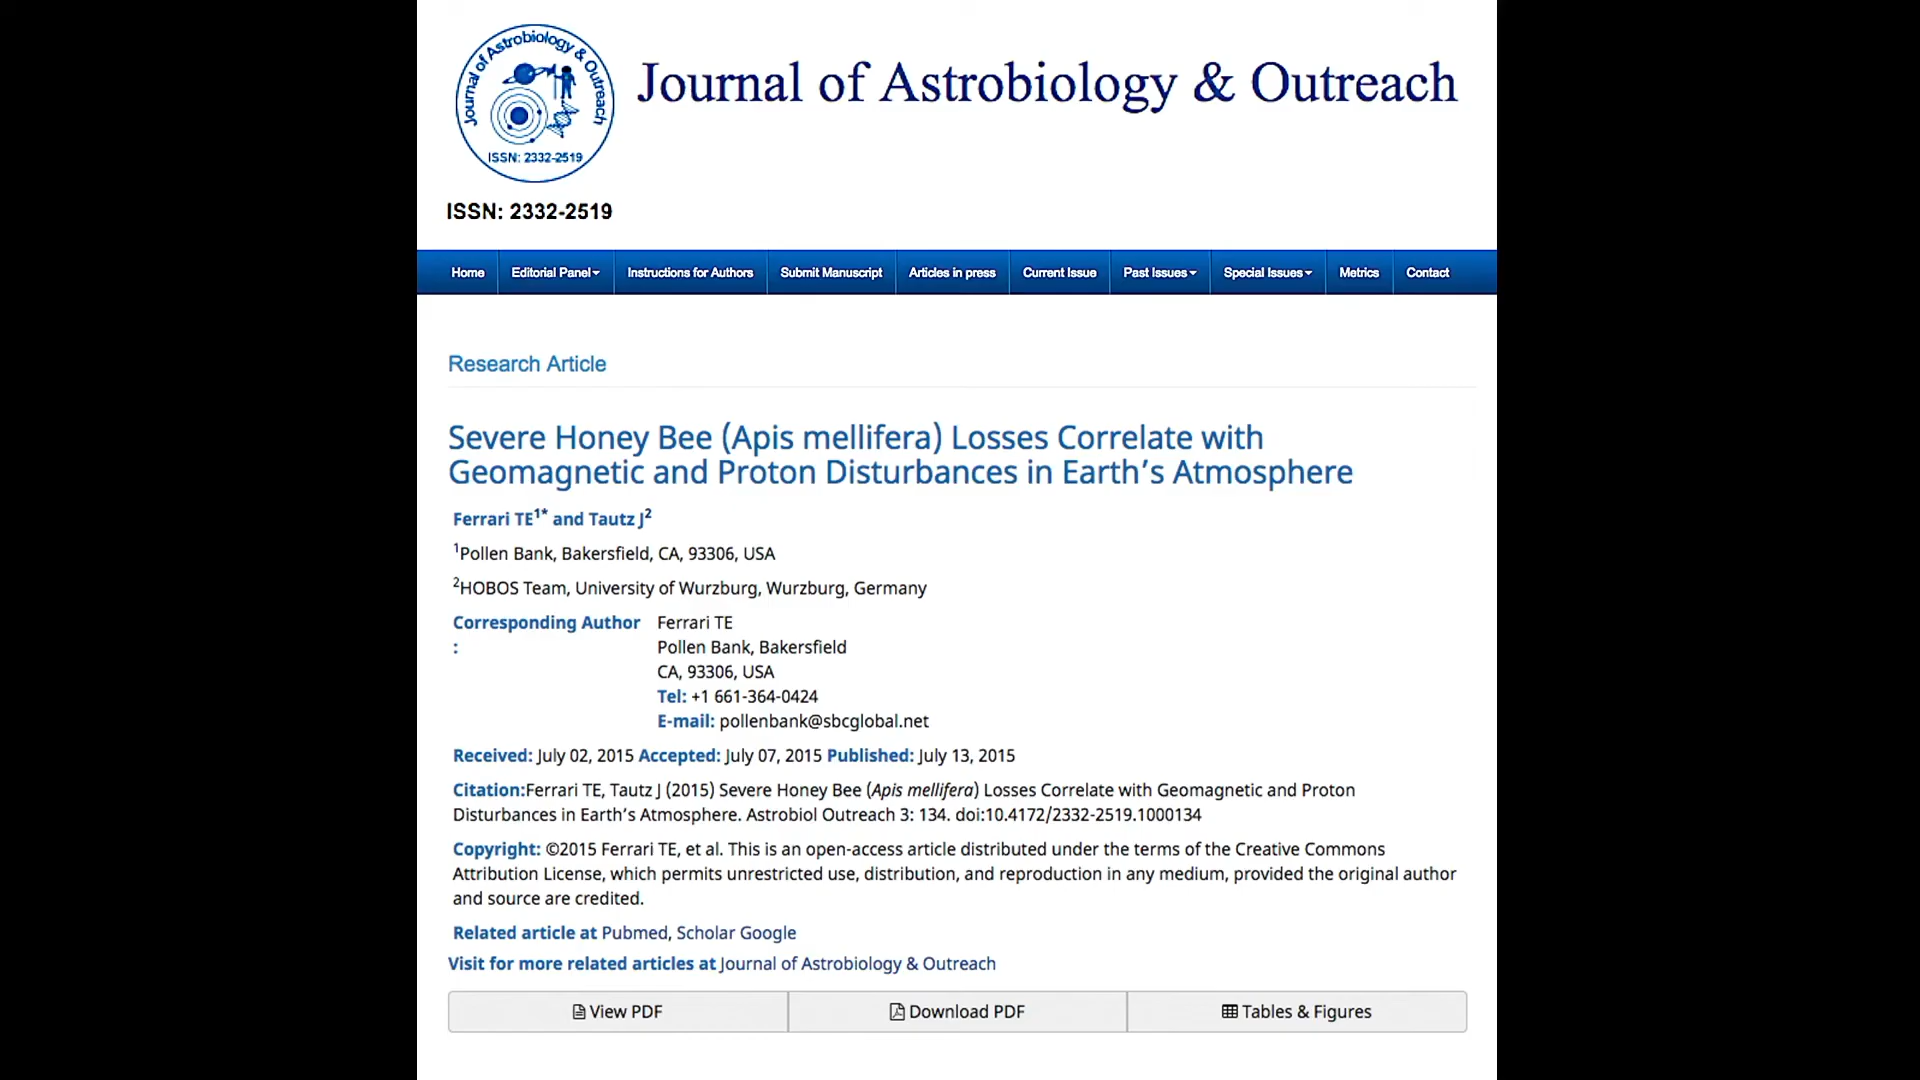 Journal of Astrobiology & Outreach
ISSN: 2332-2519
Journal of Astrobiology & Outreach
ISSN: 2332-2519
Home Editorial Panel Instructions for Authors Submit Manuscript Articles in press Current Issue Past Issues Special Issues Metrics Contact
Research Article
Severe Honey Bee (Apis mellifera) Losses Correlate with
Geomagnetic and Proton Disturbances in Earth's Atmosphere
Ferrari TE1* and Tautz J2
1Pollen Bank, Bakersfield, CA, 93306, USA
2HOBOS Team, University of Wurzburg, Wurzburg, Germany
Corresponding Author Ferrari TE
: Pollen Bank, Bakersfield
CA, 93306, USA
Tel: +1 661-364-0424
E-mail: pollenbank@sbcglobal.net
Received: July 02, 2015 Accepted: July 07, 2015 Published: July 13, 2015
Citation:Ferrari TE, Tautz J (2015) Severe Honey Bee (Apis mellifera) Losses Correlate with Geomagnetic and Proton
Disturbances in Earth's Atmosphere. Astrobiol Outreach 3: 134. doi:10.4172/2332-2519.1000134
Copyright: ©2015 Ferrari TE, et al. This is an open-access article distributed under the terms of the Creative Commons
Attribution License, which permits unrestricted use, distribution, and reproduction in any medium, provided the original author
and source are credited.
Related article at Pubmed, Scholar Google
Visit for more related articles at Journal of Astrobiology & Outreach
View PDF Download PDF Tables & Figures